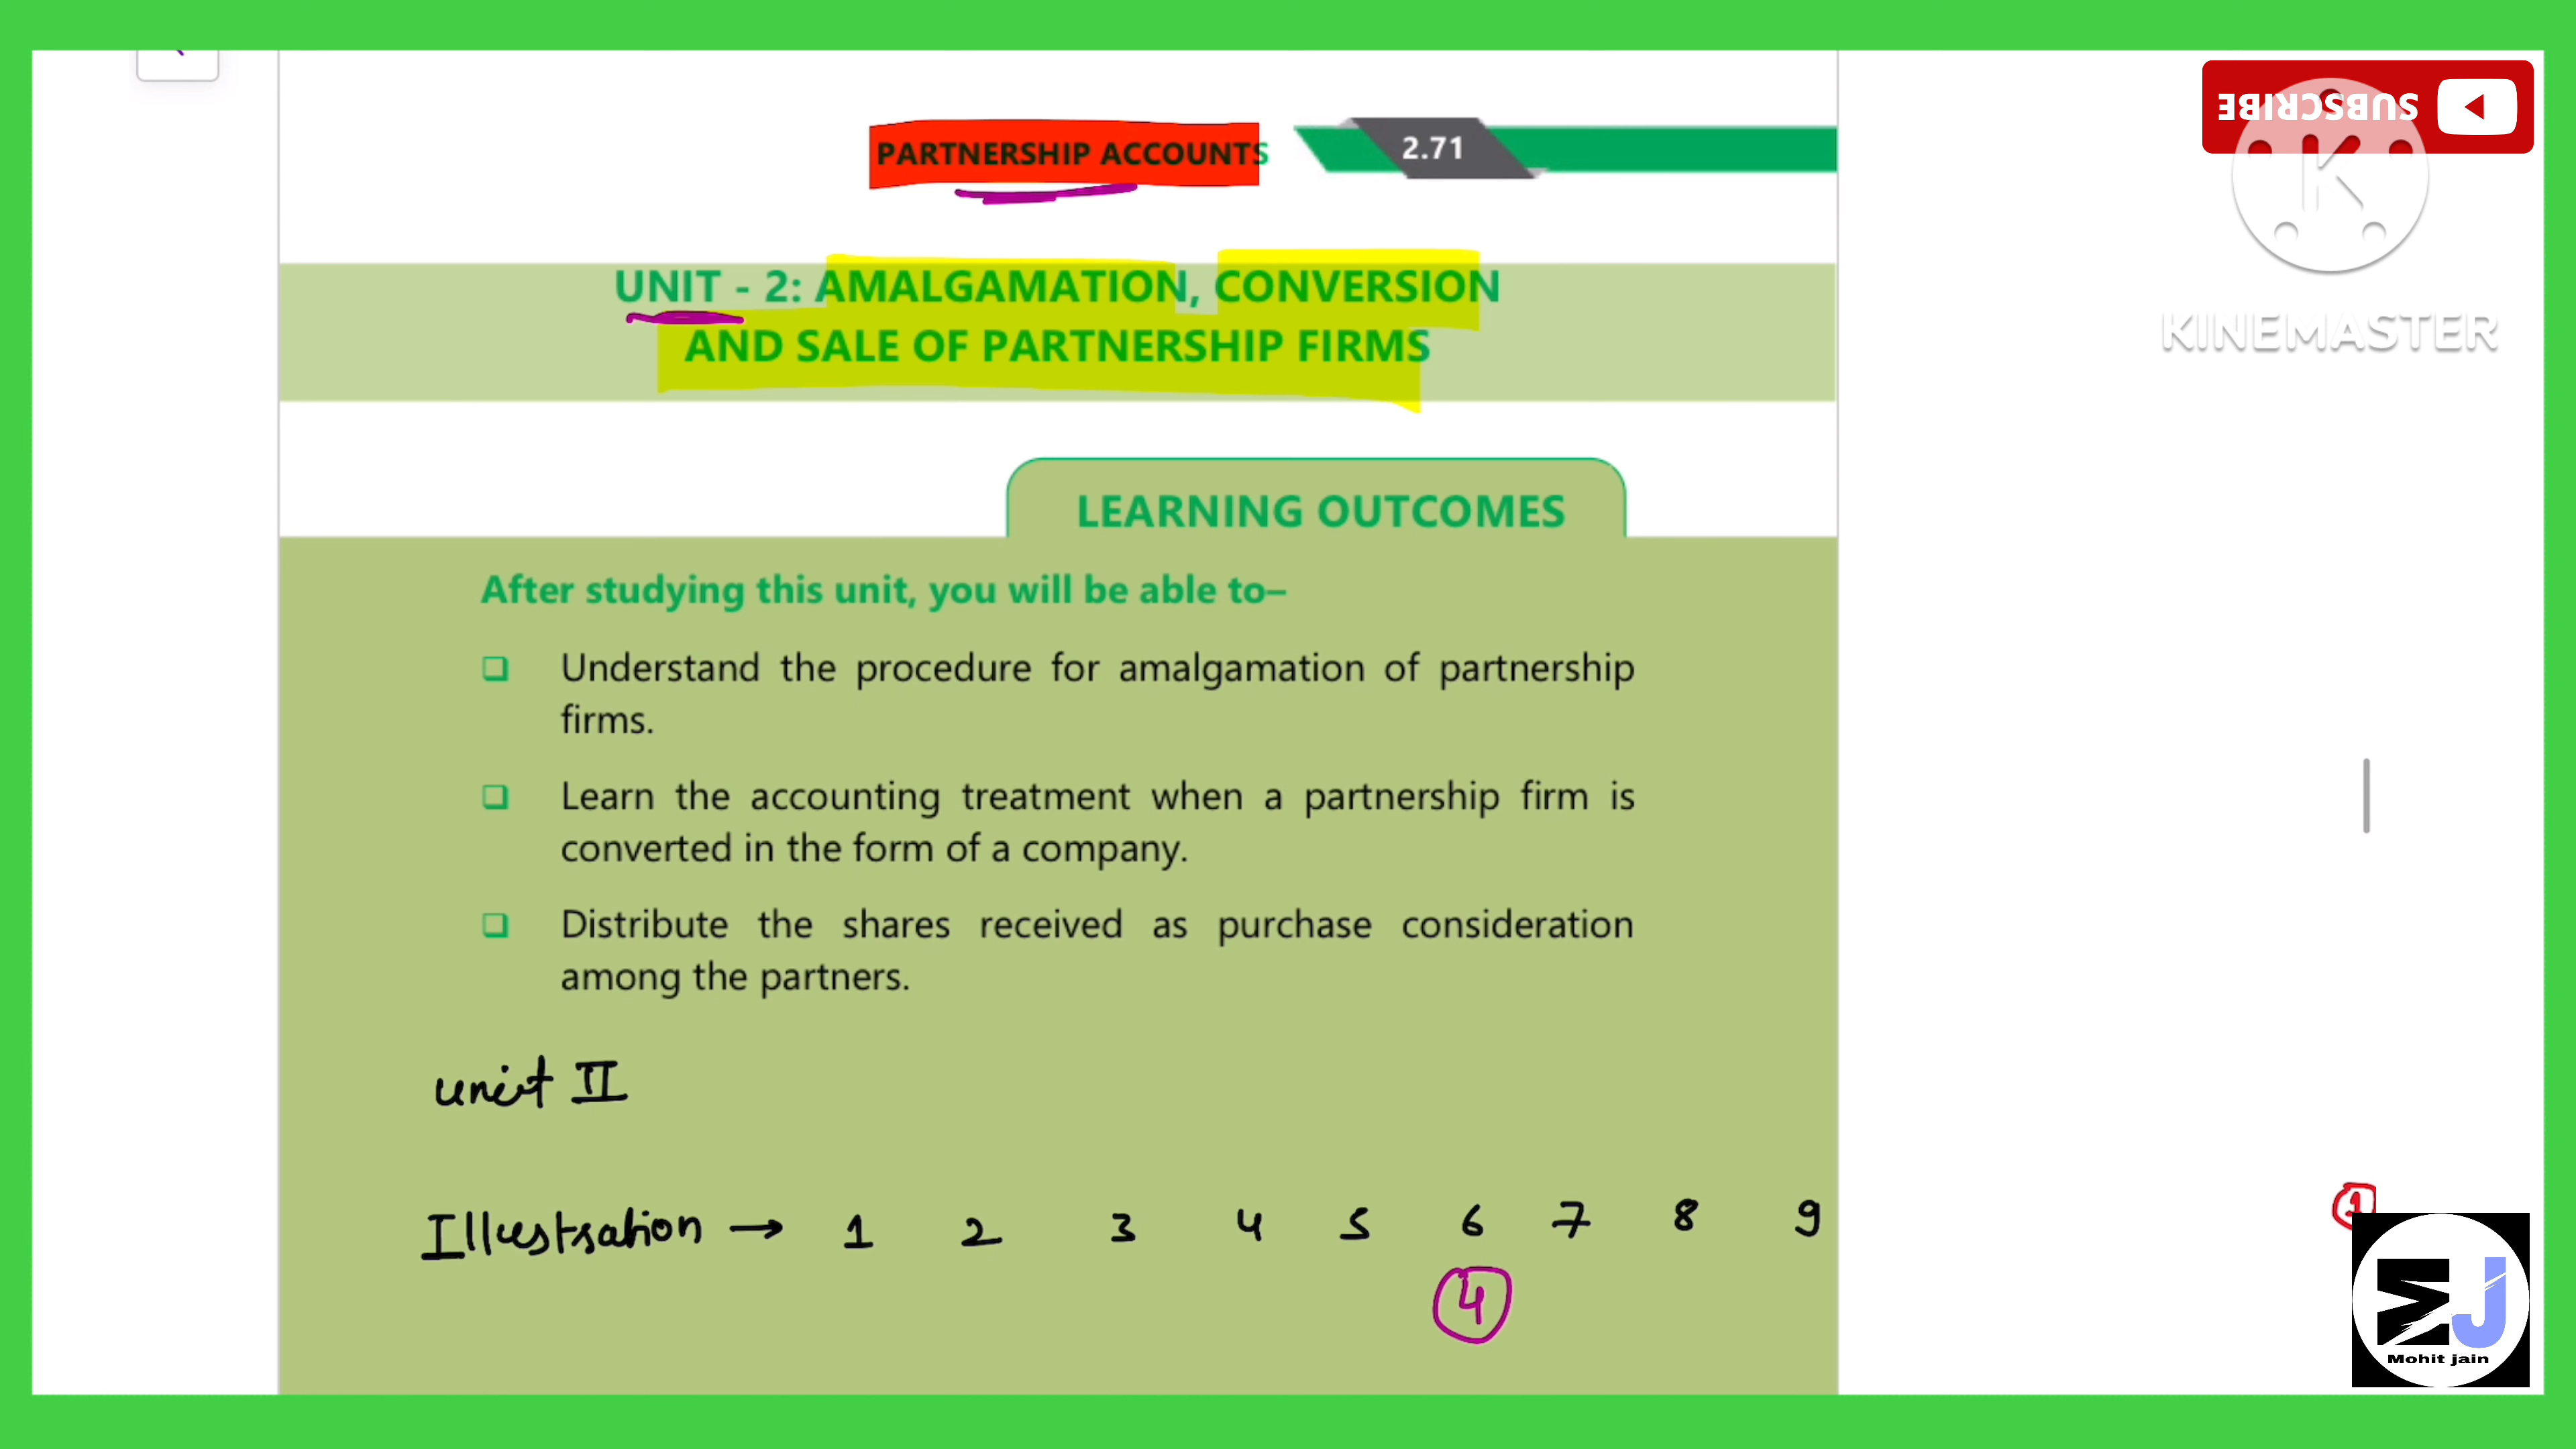 PARTNERSHIP ACCOUNTS
2.71
SUBSCRIBE
K
KINEMASTER
UNIT - 2: AMALGAMATION, CONVERSION
AND SALE OF PARTNERSHIP FIRMS
LEARNING OUTCOMES
After studying this unit, you will be able to–
Understand the procedure for amalgamation of partnership
firms.
Learn the accounting treatment when a partnership firm is
converted in the form of a company.
Distribute the shares received as purchase consideration
among the partners.
unit II
Illustration → 1 2 3 4 5 6 7 8 9
4
1
MJ
Mohit jain